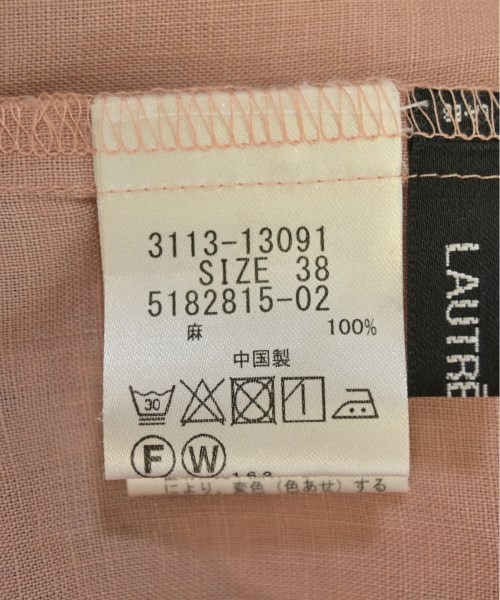 3113-13091
SIZE 38
5182815-02
麻 100%
中国製
30
F W
により、変色（色あせ）する
LAUTRÉ